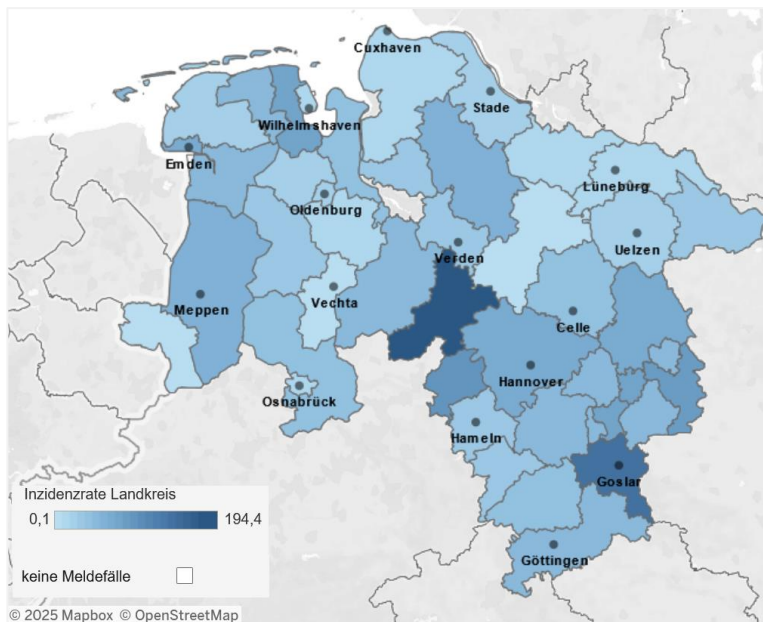 Cuxhaven
Stade
Wilhelmshaven
Emden
Lüneburg
Oldenburg
Uelzen
Verden
Meppen
Vechta
Celle
Hannover
Osnabrück
Hameln
Goslar
Göttingen
Inzidenzrate Landkreis
0,1 194,4
keine Meldefälle
© 2025 Mapbox © OpenStreetMap